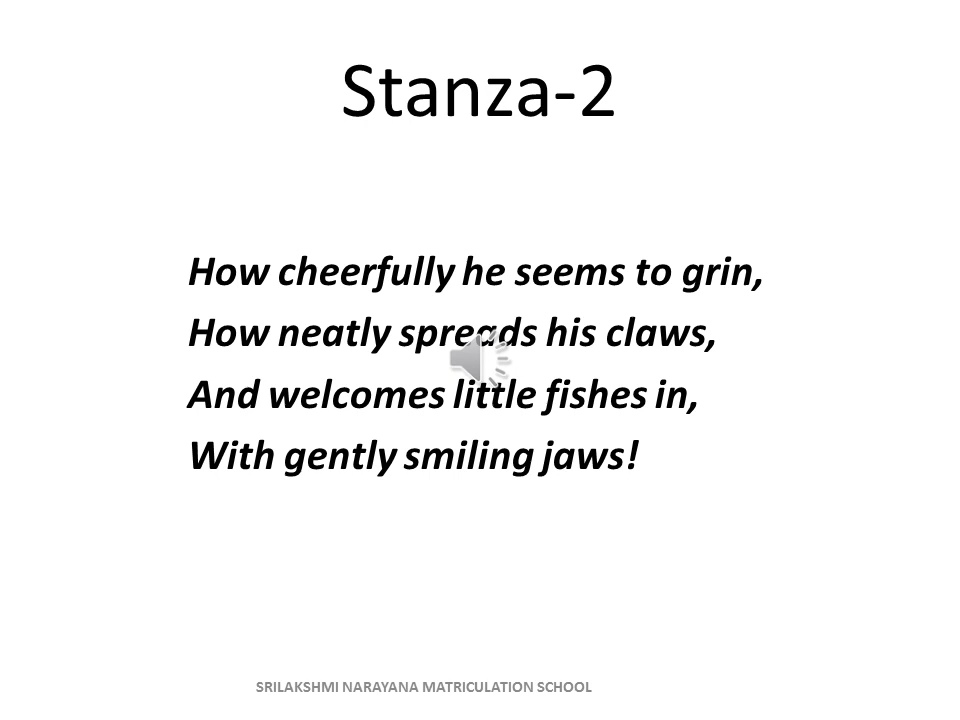 Stanza-2
How cheerfully he seems to grin,
How neatly spreads his claws,
And welcomes little fishes in,
With gently smiling jaws!
SRILAKSHMI NARAYANA MATRICULATION SCHOOL